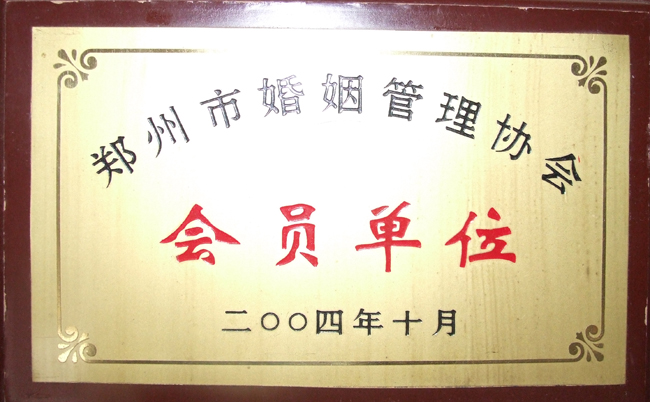 郑州市婚姻管理协会
会员单位
二〇〇四年十月